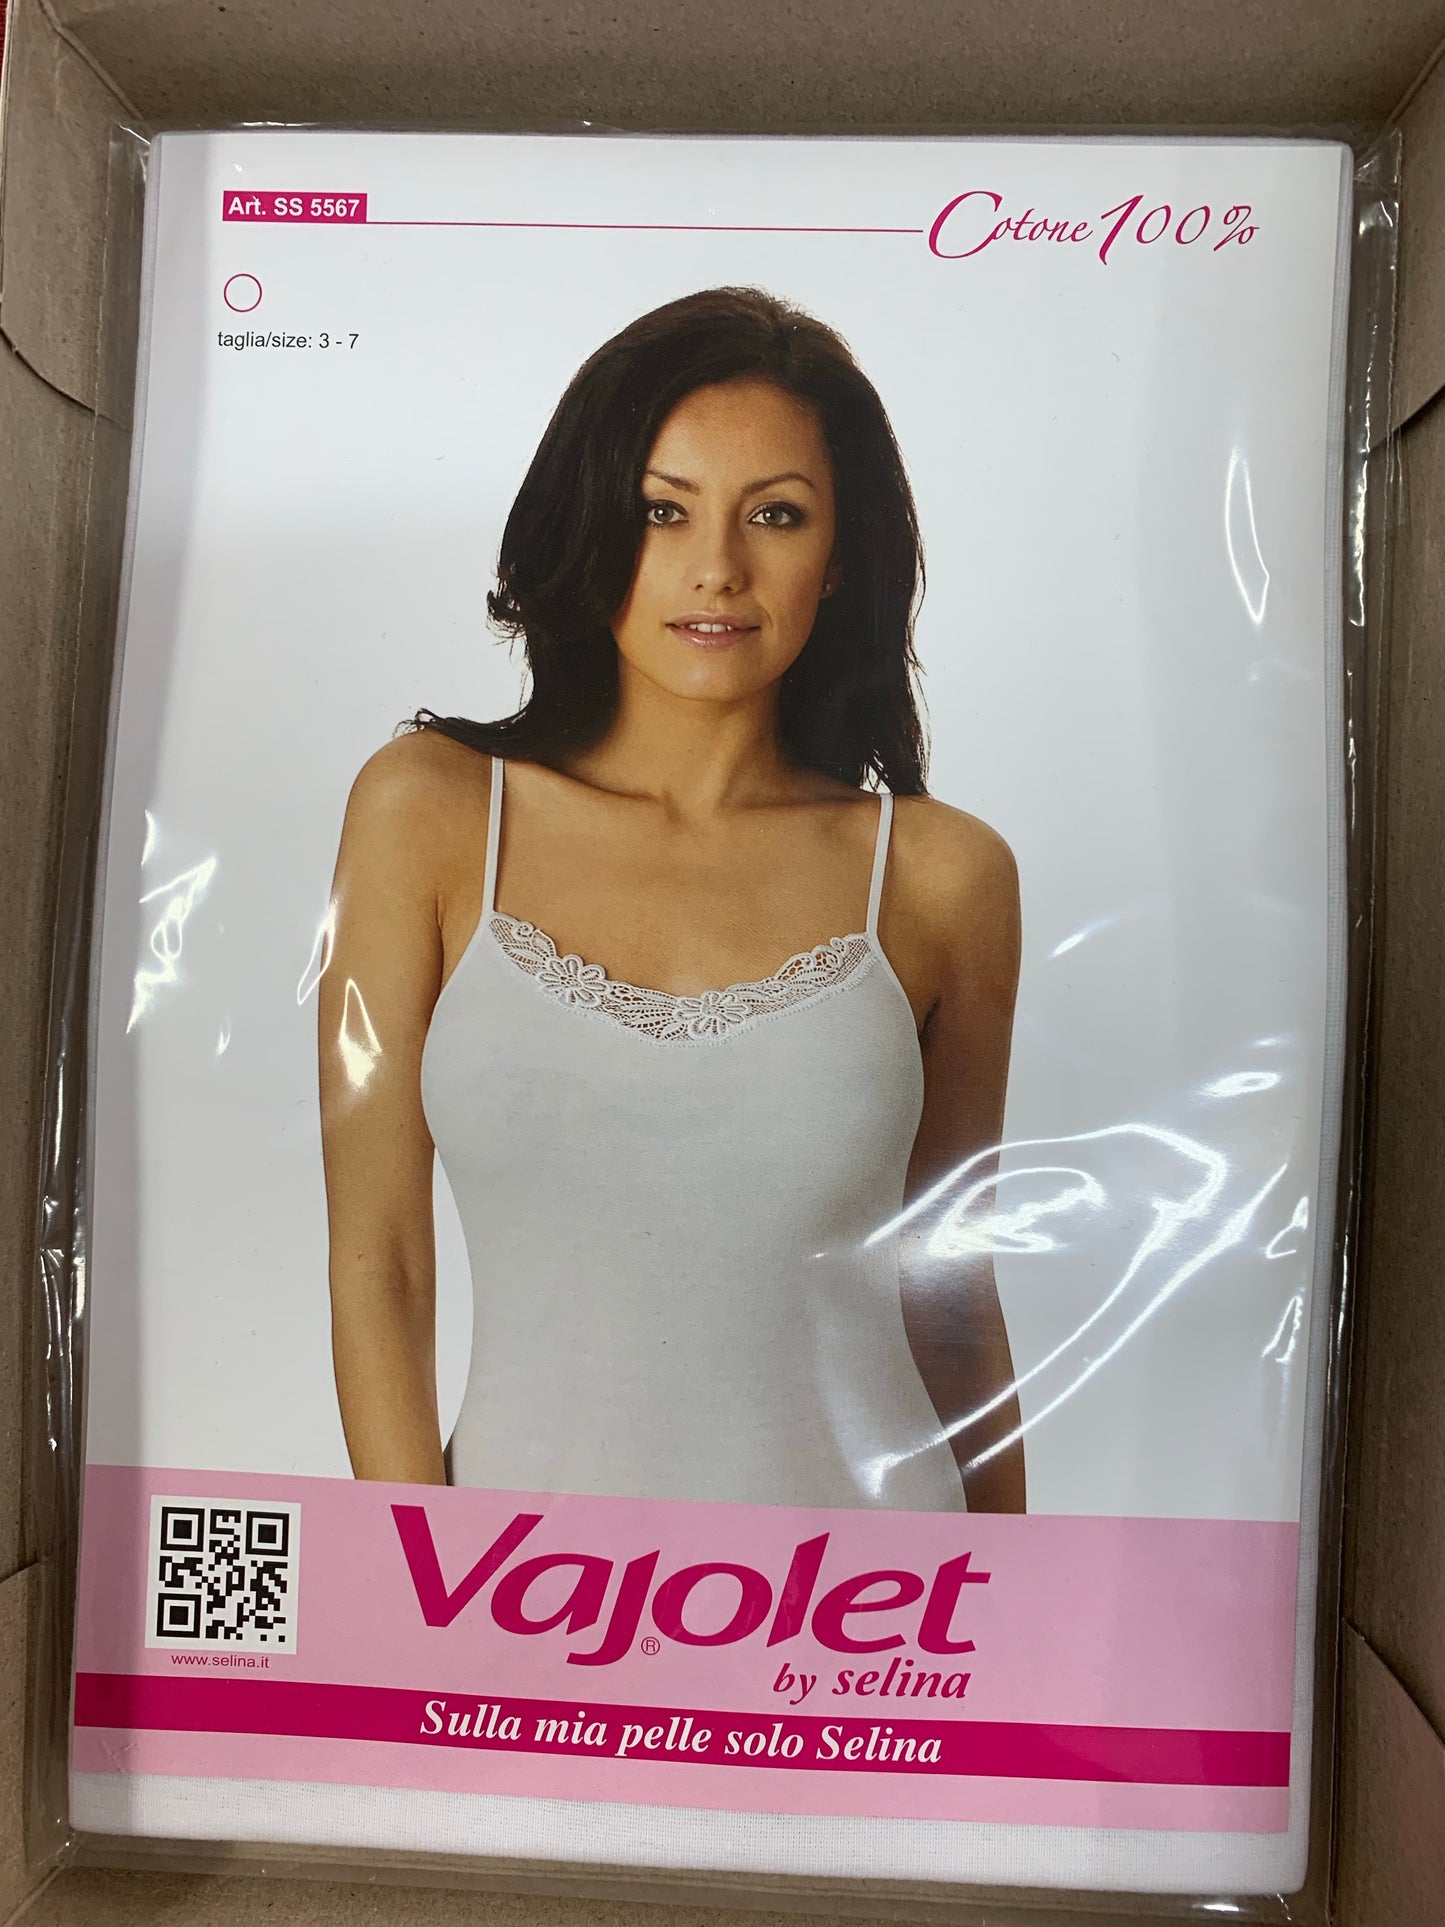 Art. SS 5567
Cotone 100%
taglia/size: 3 - 7
Vajolet
®
by selina
www.selina.it
Sulla mia pelle solo Selina